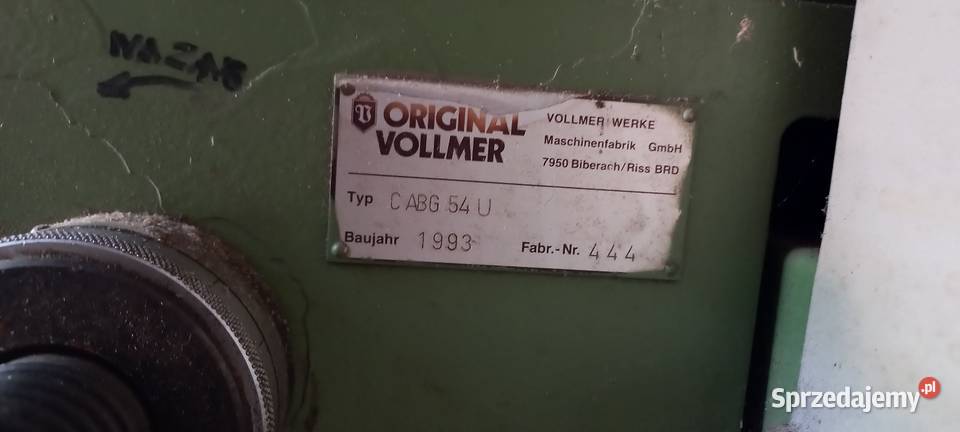 ORIGINAL
VOLLMER
VOLLMER WERKE
Maschinenfabrik GmbH
7950 Biberach/Riss BRD
Typ CABG 54 U
Baujahr 1993 Fabr.-Nr. 444
Sprzedajemy.pl